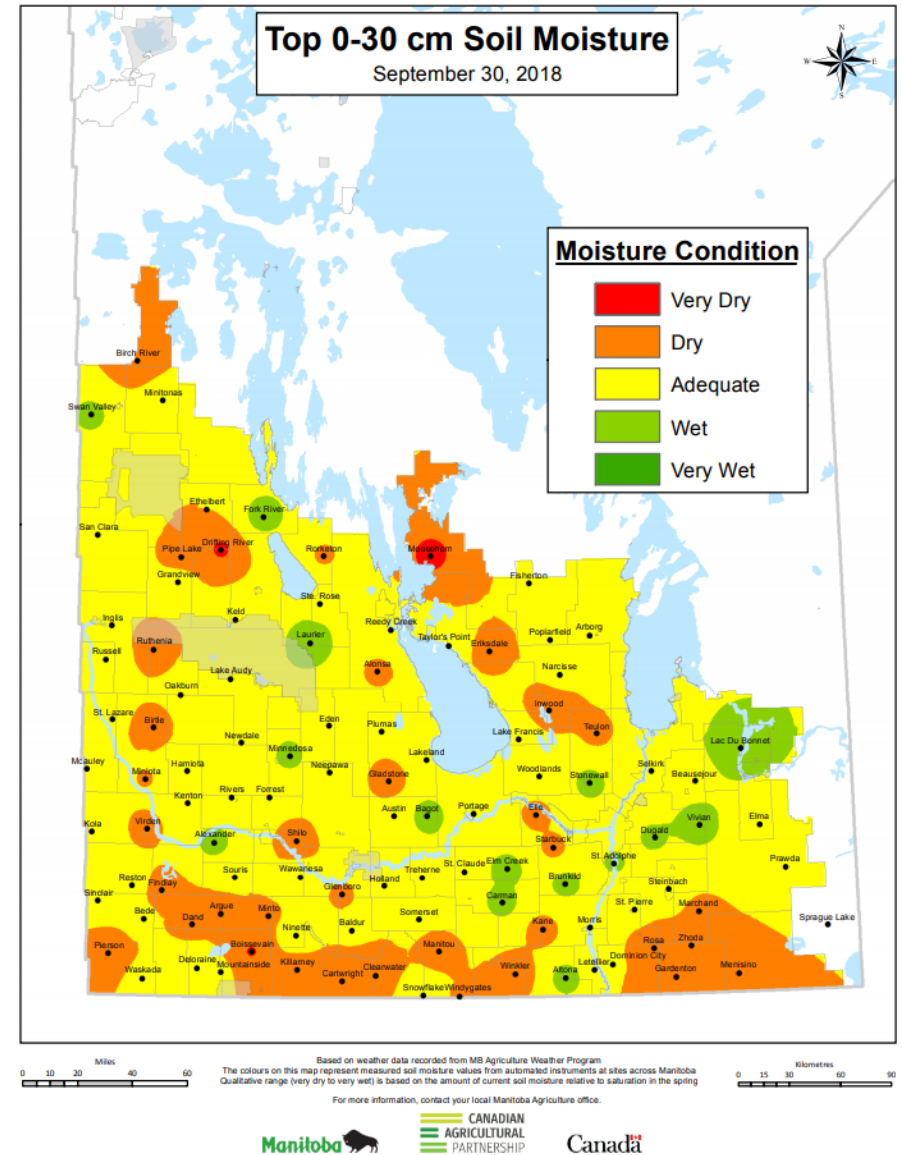 Top 0-30 cm Soil Moisture
September 30, 2018
N
W E
S
Moisture Condition
Very Dry
Dry
Adequate
Wet
Very Wet
Birch River
Minitonas
Swan Valley
Ethelbert
Fork River
San Clara
Drifting River
Pipe Lake
Rorketon
Moosehorn
Grandview
Fisherton
Ste. Rose
Keld
Inglis
Reedy Creek
Laurier
Taylor's Point
Poplarfield
Arborg
Ruthenia
Eriksdale
Russell
Lake Audy
Alonsa
Narcisse
Oakburn
Inwood
St. Lazare
Birtle
Eden
Plumas
Teulon
Newdale
Lake Francis
Lac Du Bonnet
Minnedosa
Lakeland
Mcauley
Hamiota
Neepawa
Woodlands
Selkirk
Miniota
Gladstone
Stonewall
Beausejour
Kenton
Rivers
Forrest
Austin
Bagot
Portage
Elie
Kola
Virden
Alexander
Shilo
Vivian
Elma
Dugald
Starbuck
St. Adolphe
Prawda
Souris
Wawanesa
Treherne
St. Claude
Elm Creek
Reston
Findlay
Holland
Brunkild
Steinbach
Sinclair
Glenboro
Carman
St. Pierre
Marchand
Bede
Argue
Minto
Dand
Somerset
Morris
Sprague Lake
Ninette
Baldur
Kane
Pierson
Boissevain
Manitou
Rosa
Zhoda
Deloraine
Mountainside
Killarney
Dominion City
Waskada
Cartwright
Clearwater
Winkler
Altona
Letellier
Gardenton
Menisino
Snowflake
Windygates
Miles
0 10 20 40 60
Based on weather data recorded from MB Agriculture Weather Program
The colours on this map represent measured soil moisture values from automated instruments at sites across Manitoba
Qualitative range (very dry to very wet) is based on the amount of current soil moisture relative to saturation in the spring
For more information, contact your local Manitoba Agriculture office.
Kilometres
0 15 30 60 90
Manitoba
CANADIAN
AGRICULTURAL
PARTNERSHIP
Canada